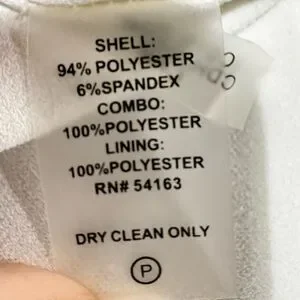 SHELL:
94% POLYESTER
6%SPANDEX
COMBO:
100%POLYESTER
LINING:
100%POLYESTER
RN# 54163
DRY CLEAN ONLY
P